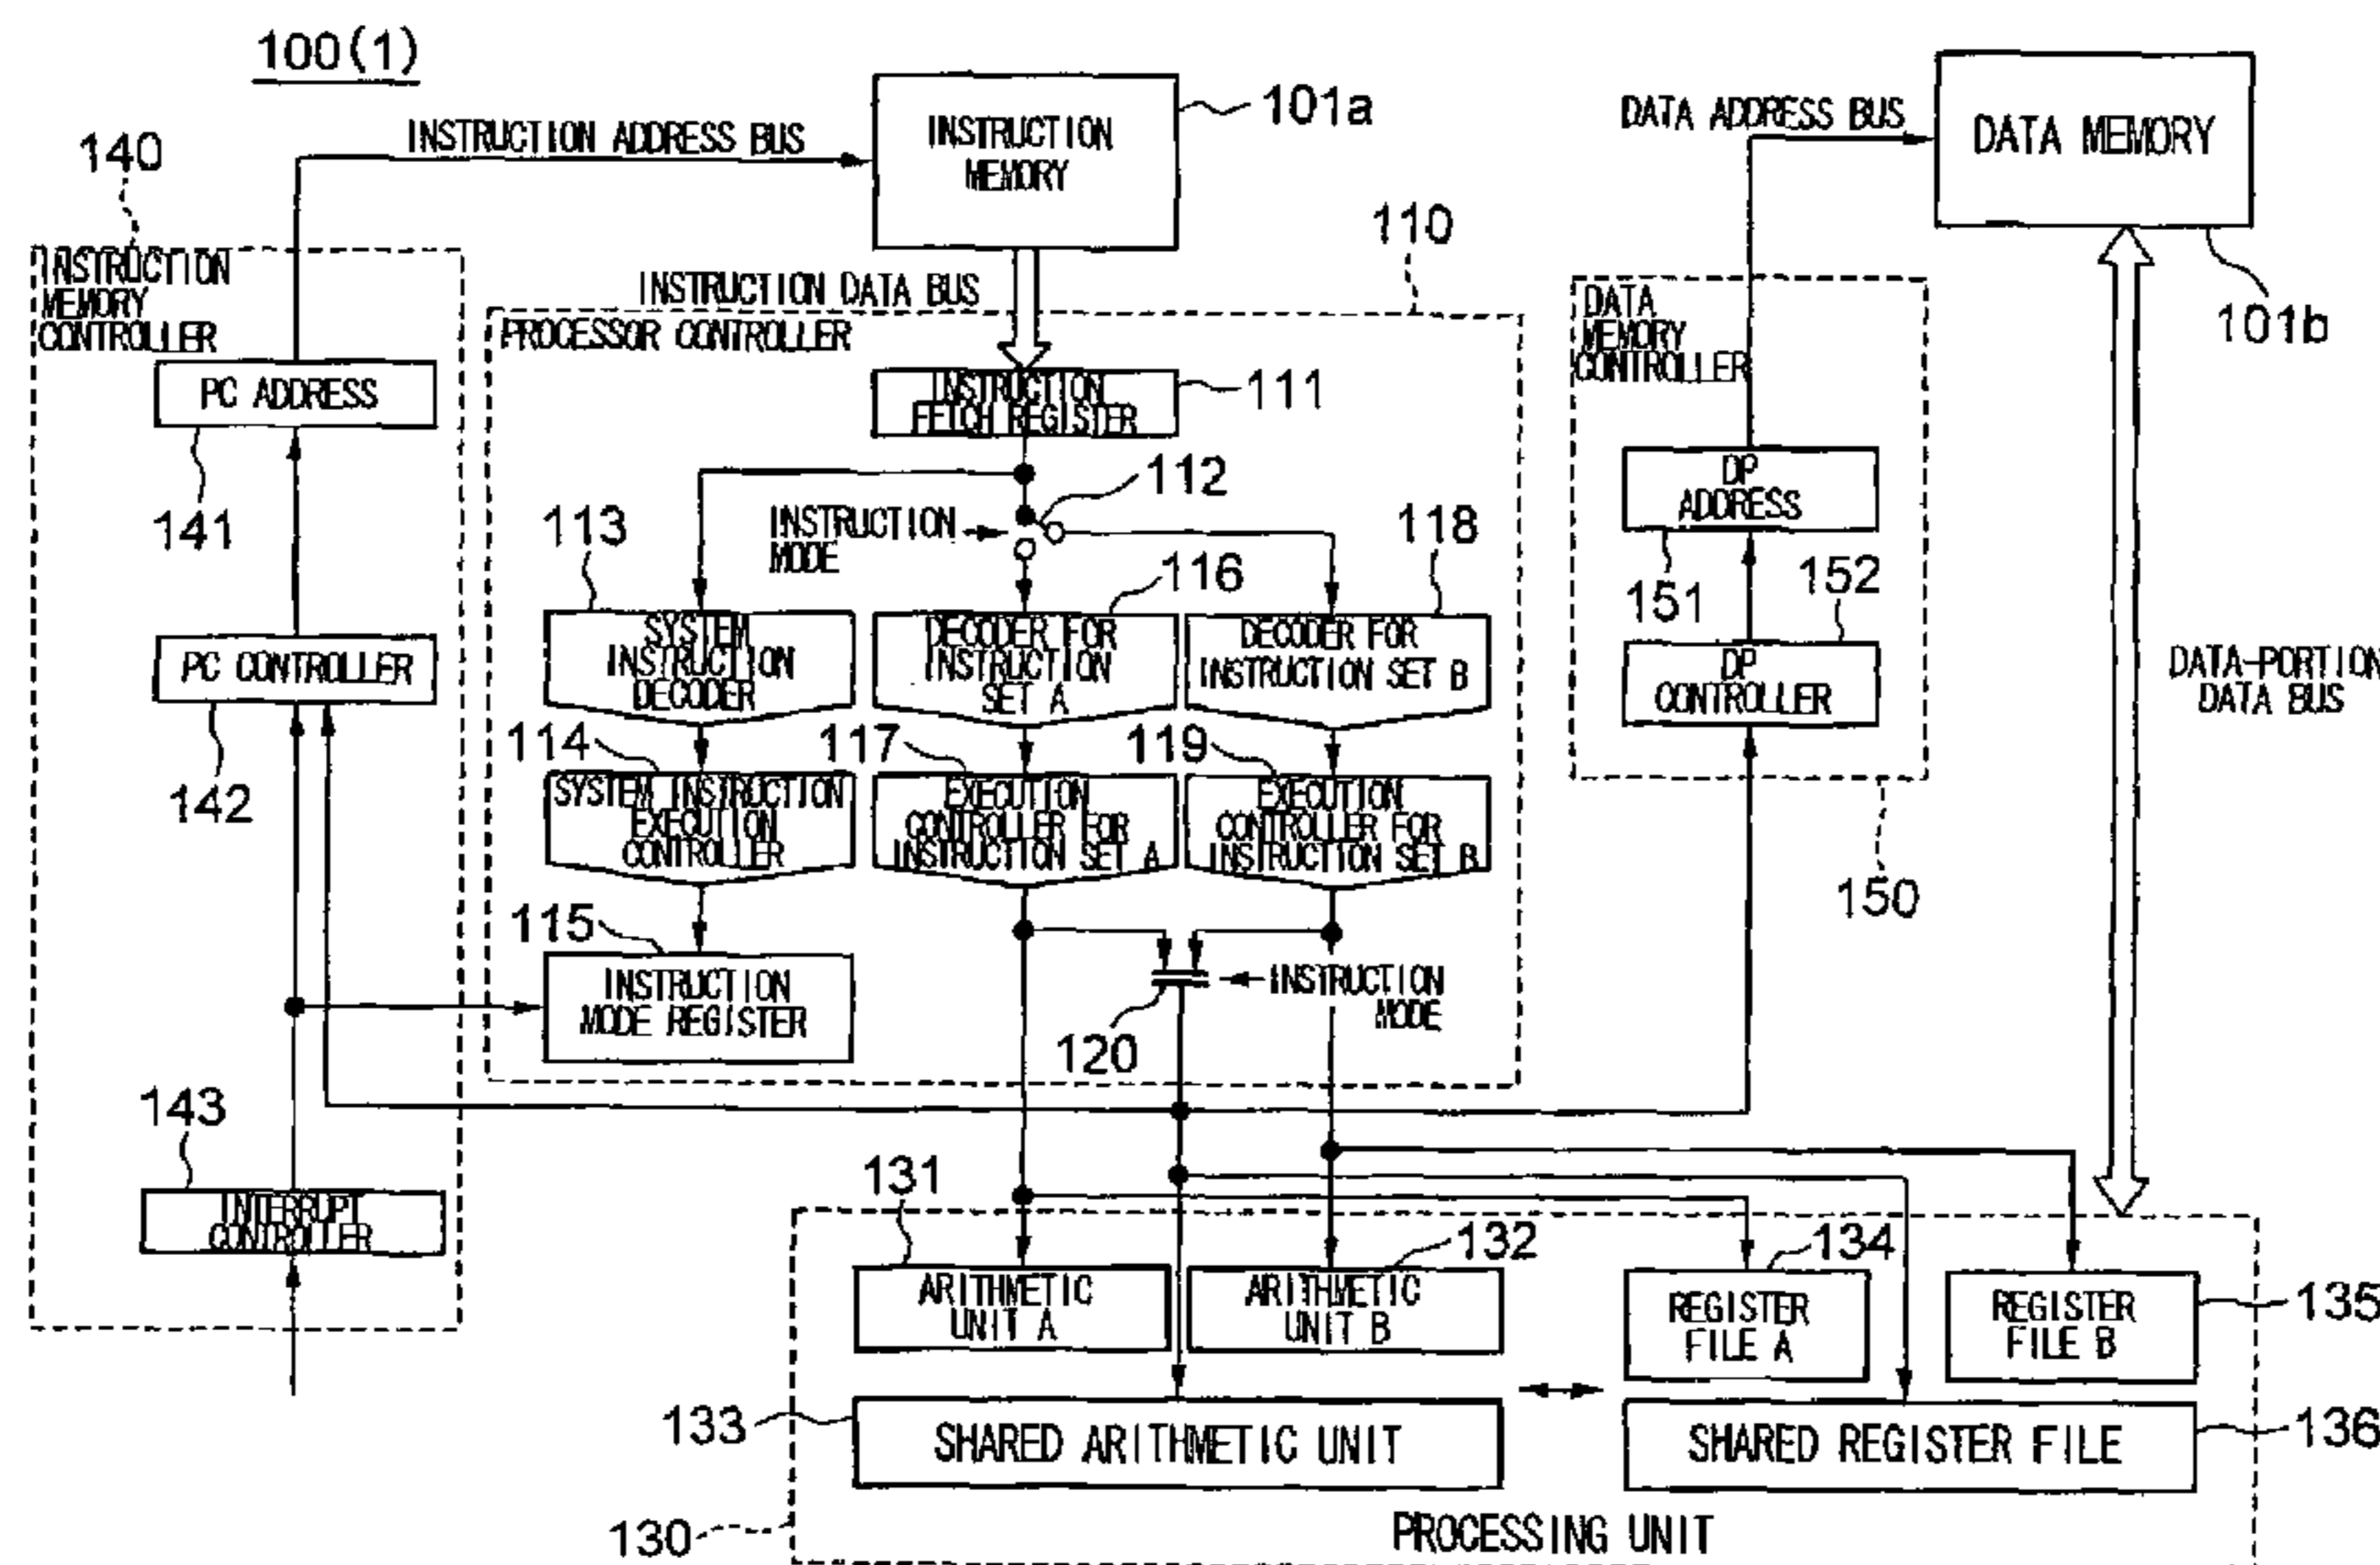 100(1)
INSTRUCTION ADDRESS BUS
INSTRUCTION
MEMORY
101a
DATA ADDRESS BUS
DATA MEMORY
101b
140
INSTRUCTION
MEMORY
CONTROLLER
PC ADDRESS
141
PC CONTROLLER
142
143
INTERRUPT
CONTROLLER
INSTRUCTION DATA BUS
110
PROCESSOR CONTROLLER
INSTRUCTION
FETCH REGISTER
111
112
INSTRUCTION
MODE
113
116
118
SYSTEM
INSTRUCTION
DECODER
DECODER FOR
INSTRUCTION
SET A
DECODER FOR
INSTRUCTION SET B
114
117
119
SYSTEM INSTRUCTION
EXECUTION
CONTROLLER
EXECUTION
CONTROLLER FOR
INSTRUCTION SET A
EXECUTION
CONTROLLER FOR
INSTRUCTION SET B
115
INSTRUCTION
MODE REGISTER
INSTRUCTION
MODE
120
DATA
MEMORY
CONTROLLER
DP
ADDRESS
151
152
DP
CONTROLLER
150
DATA-PORTION
DATA BUS
131
ARITHMETIC
UNIT A
132
ARITHMETIC
UNIT B
134
REGISTER
FILE A
REGISTER
FILE B
135
133
SHARED ARITHMETIC UNIT
SHARED REGISTER FILE
136
130
PROCESSING UNIT